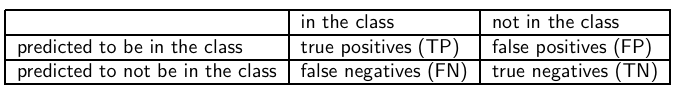 in the class not in the class
predicted to be in the class true positives (TP) false positives (FP)
predicted to not be in the class false negatives (FN) true negatives (TN)